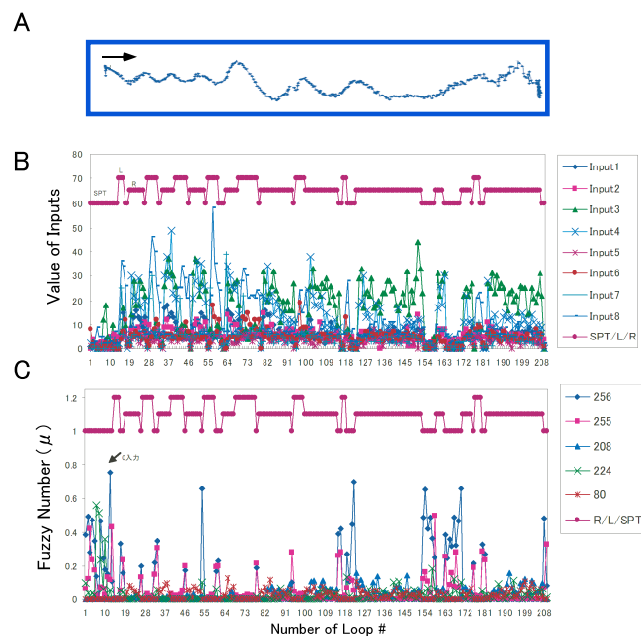 A
B
Value of Inputs
80
70
60
50
40
30
20
10
0
SPT
L
R
1 10 19 28 37 46 55 64 73 82 91 100 109 118 127 136 145 154 163 172 181 190 199 208
Input1
Input2
Input3
Input4
Input5
Input6
Input7
Input8
SPT/L/R
C
Fuzzy Number (μ)
1.2
1
0.8
0.6
0.4
0.2
0
入力
1 10 19 28 37 46 55 64 73 82 91 100 109 118 127 136 145 154 163 172 181 190 199 208
Number of Loop #
256
255
208
224
80
R/L/SPT